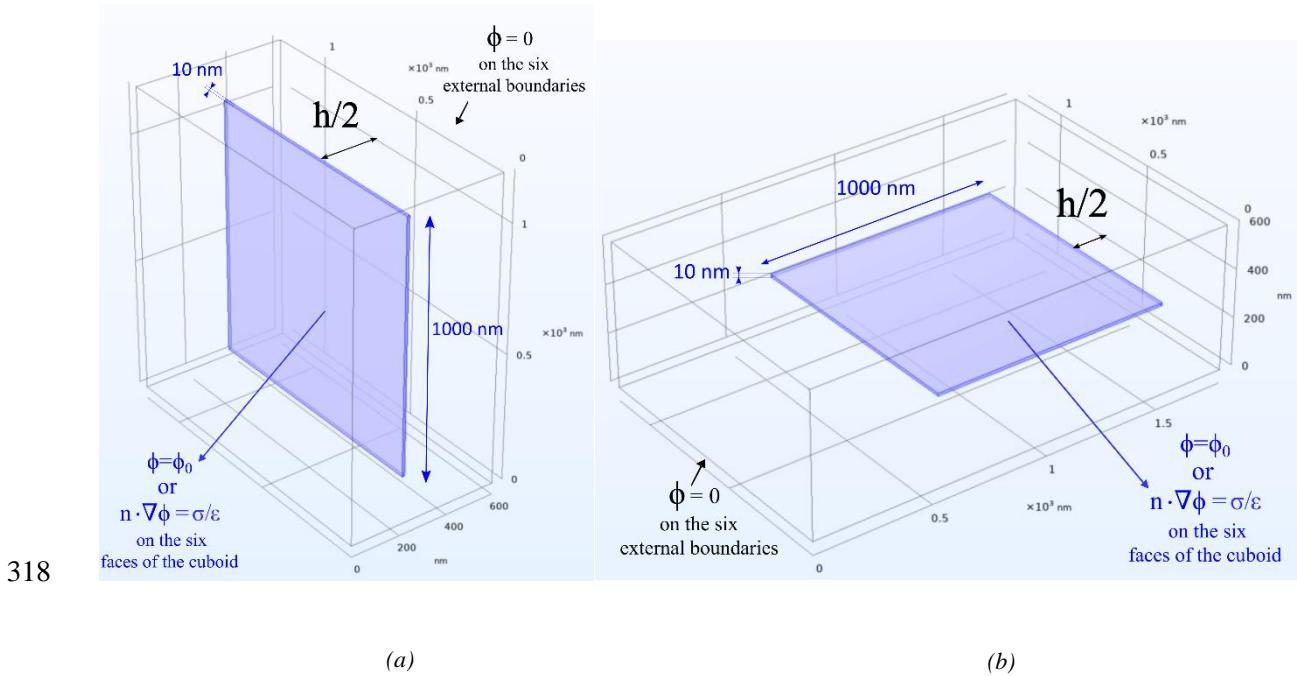 10 nm
h/2
ϕ = 0
on the six
external boundaries
1
×10³ nm
0.5
0
1
1000 nm
×10³ nm
0.5
0
ϕ=ϕ₀
or
n·∇ϕ = σ/ε
on the six
faces of the cuboid
600
400
200
nm
0
1
×10³ nm
0.5
0
1000 nm
h/2
10 nm
600
400
nm
200
0
1.5
1
×10³ nm
0.5
0
ϕ = 0
on the six
external boundaries
ϕ=ϕ₀
or
n·∇ϕ = σ/ε
on the six
faces of the cuboid
318
(a)
(b)